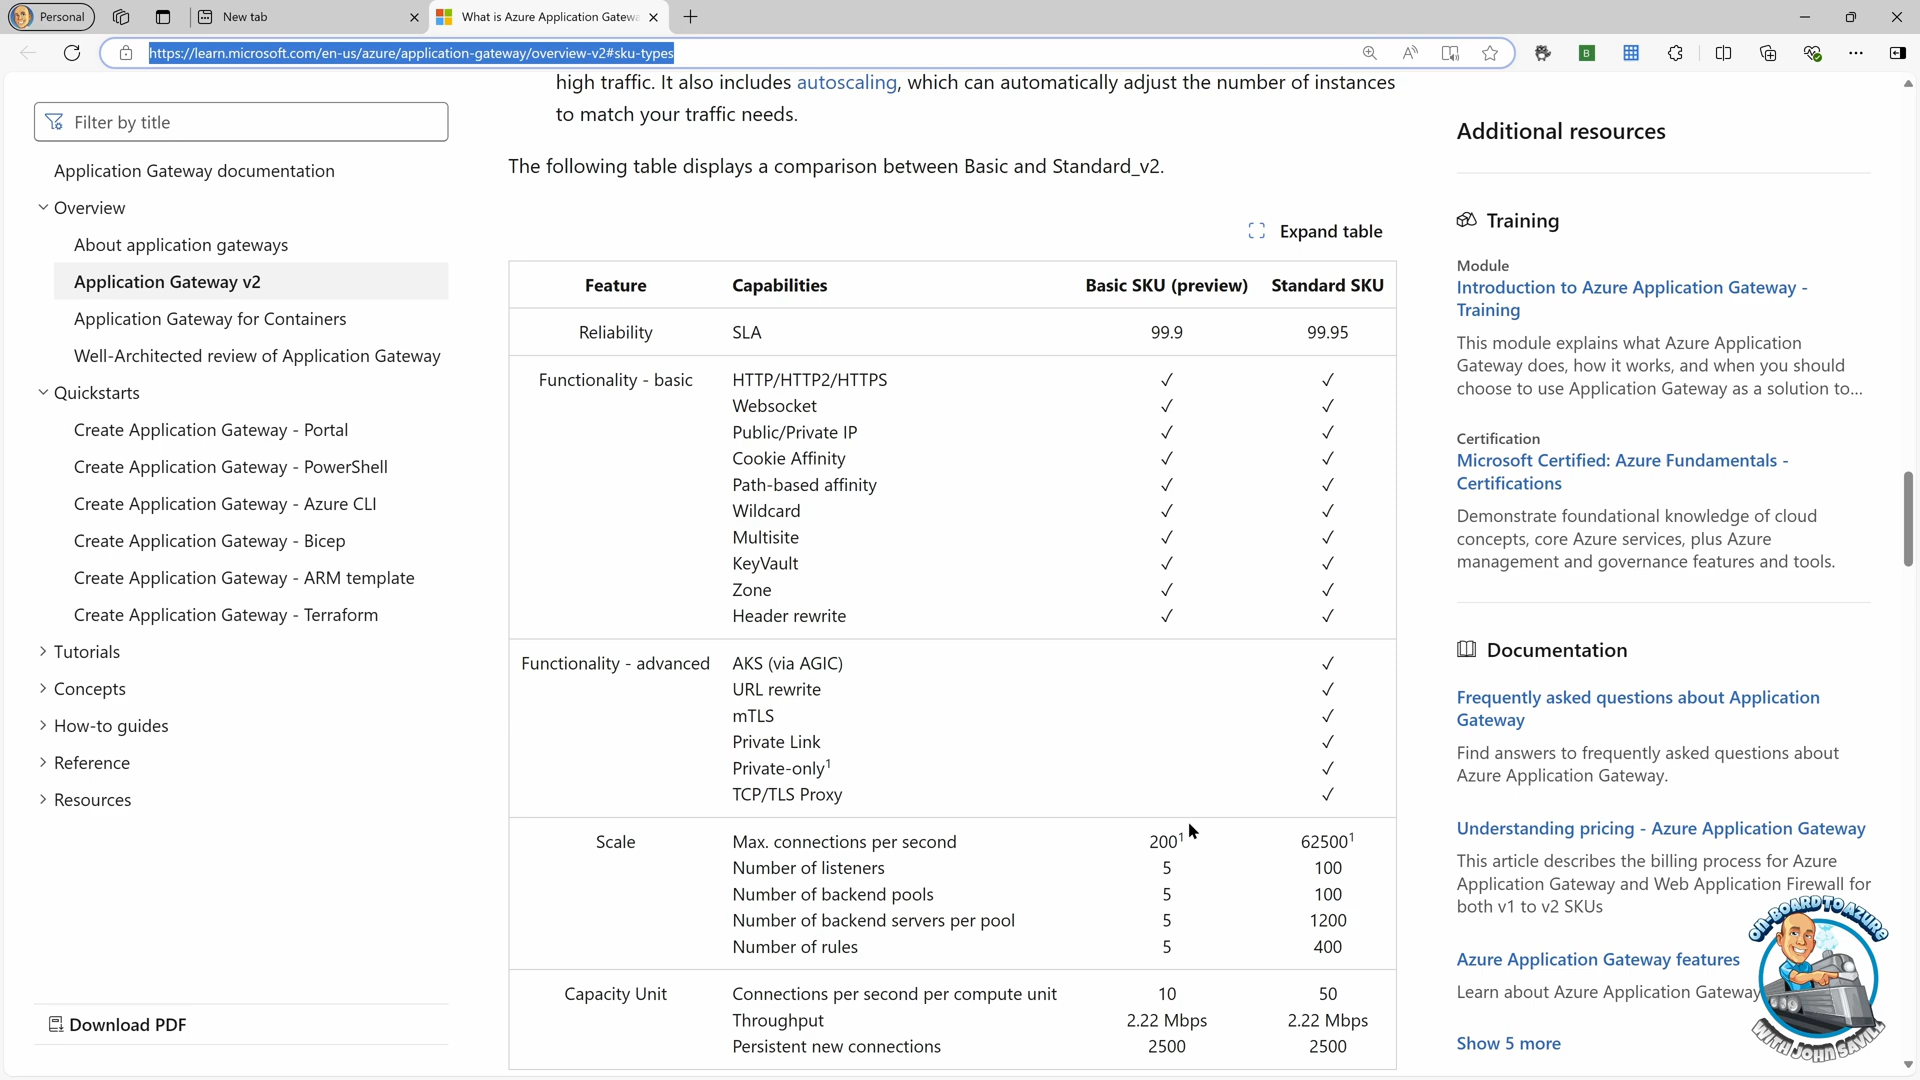 Personal
New tab
What is Azure Application Gatew
https://learn.microsoft.com/en-us/azure/application-gateway/overview-v2#sku-types
Filter by title
Application Gateway documentation
Overview
About application gateways
Application Gateway v2
Application Gateway for Containers
Well-Architected review of Application Gateway
Quickstarts
Create Application Gateway - Portal
Create Application Gateway - PowerShell
Create Application Gateway - Azure CLI
Create Application Gateway - Bicep
Create Application Gateway - ARM template
Create Application Gateway - Terraform
Tutorials
Concepts
How-to guides
Reference
Resources
Download PDF
high traffic. It also includes autoscaling, which can automatically adjust the number of instances
to match your traffic needs.
The following table displays a comparison between Basic and Standard_v2.
Expand table
Feature Capabilities Basic SKU (preview) Standard SKU
Reliability SLA 99.9 99.95
Functionality - basic HTTP/HTTP2/HTTPS ✓ ✓
Websocket ✓ ✓
Public/Private IP ✓ ✓
Cookie Affinity ✓ ✓
Path-based affinity ✓ ✓
Wildcard ✓ ✓
Multisite ✓ ✓
KeyVault ✓ ✓
Zone ✓ ✓
Header rewrite ✓ ✓
Functionality - advanced AKS (via AGIC) ✓
URL rewrite ✓
mTLS ✓
Private Link ✓
Private-only¹ ✓
TCP/TLS Proxy ✓
Scale Max. connections per second 200¹ 62500¹
Number of listeners 5 100
Number of backend pools 5 100
Number of backend servers per pool 5 1200
Number of rules 5 400
Capacity Unit Connections per second per compute unit 10 50
Throughput 2.22 Mbps 2.22 Mbps
Persistent new connections 2500 2500
Additional resources
Training
Module
Introduction to Azure Application Gateway -
Training
This module explains what Azure Application
Gateway does, how it works, and when you should
choose to use Application Gateway as a solution to...
Certification
Microsoft Certified: Azure Fundamentals -
Certifications
Demonstrate foundational knowledge of cloud
concepts, core Azure services, plus Azure
management and governance features and tools.
Documentation
Frequently asked questions about Application
Gateway
Find answers to frequently asked questions about
Azure Application Gateway.
Understanding pricing - Azure Application Gateway
This article describes the billing process for Azure
Application Gateway and Web Application Firewall for
both v1 to v2 SKUs
Azure Application Gateway features
Learn about Azure Application Gateway
Show 5 more
ON-BOARD TO AZURE
WITH JOHN SAVILL